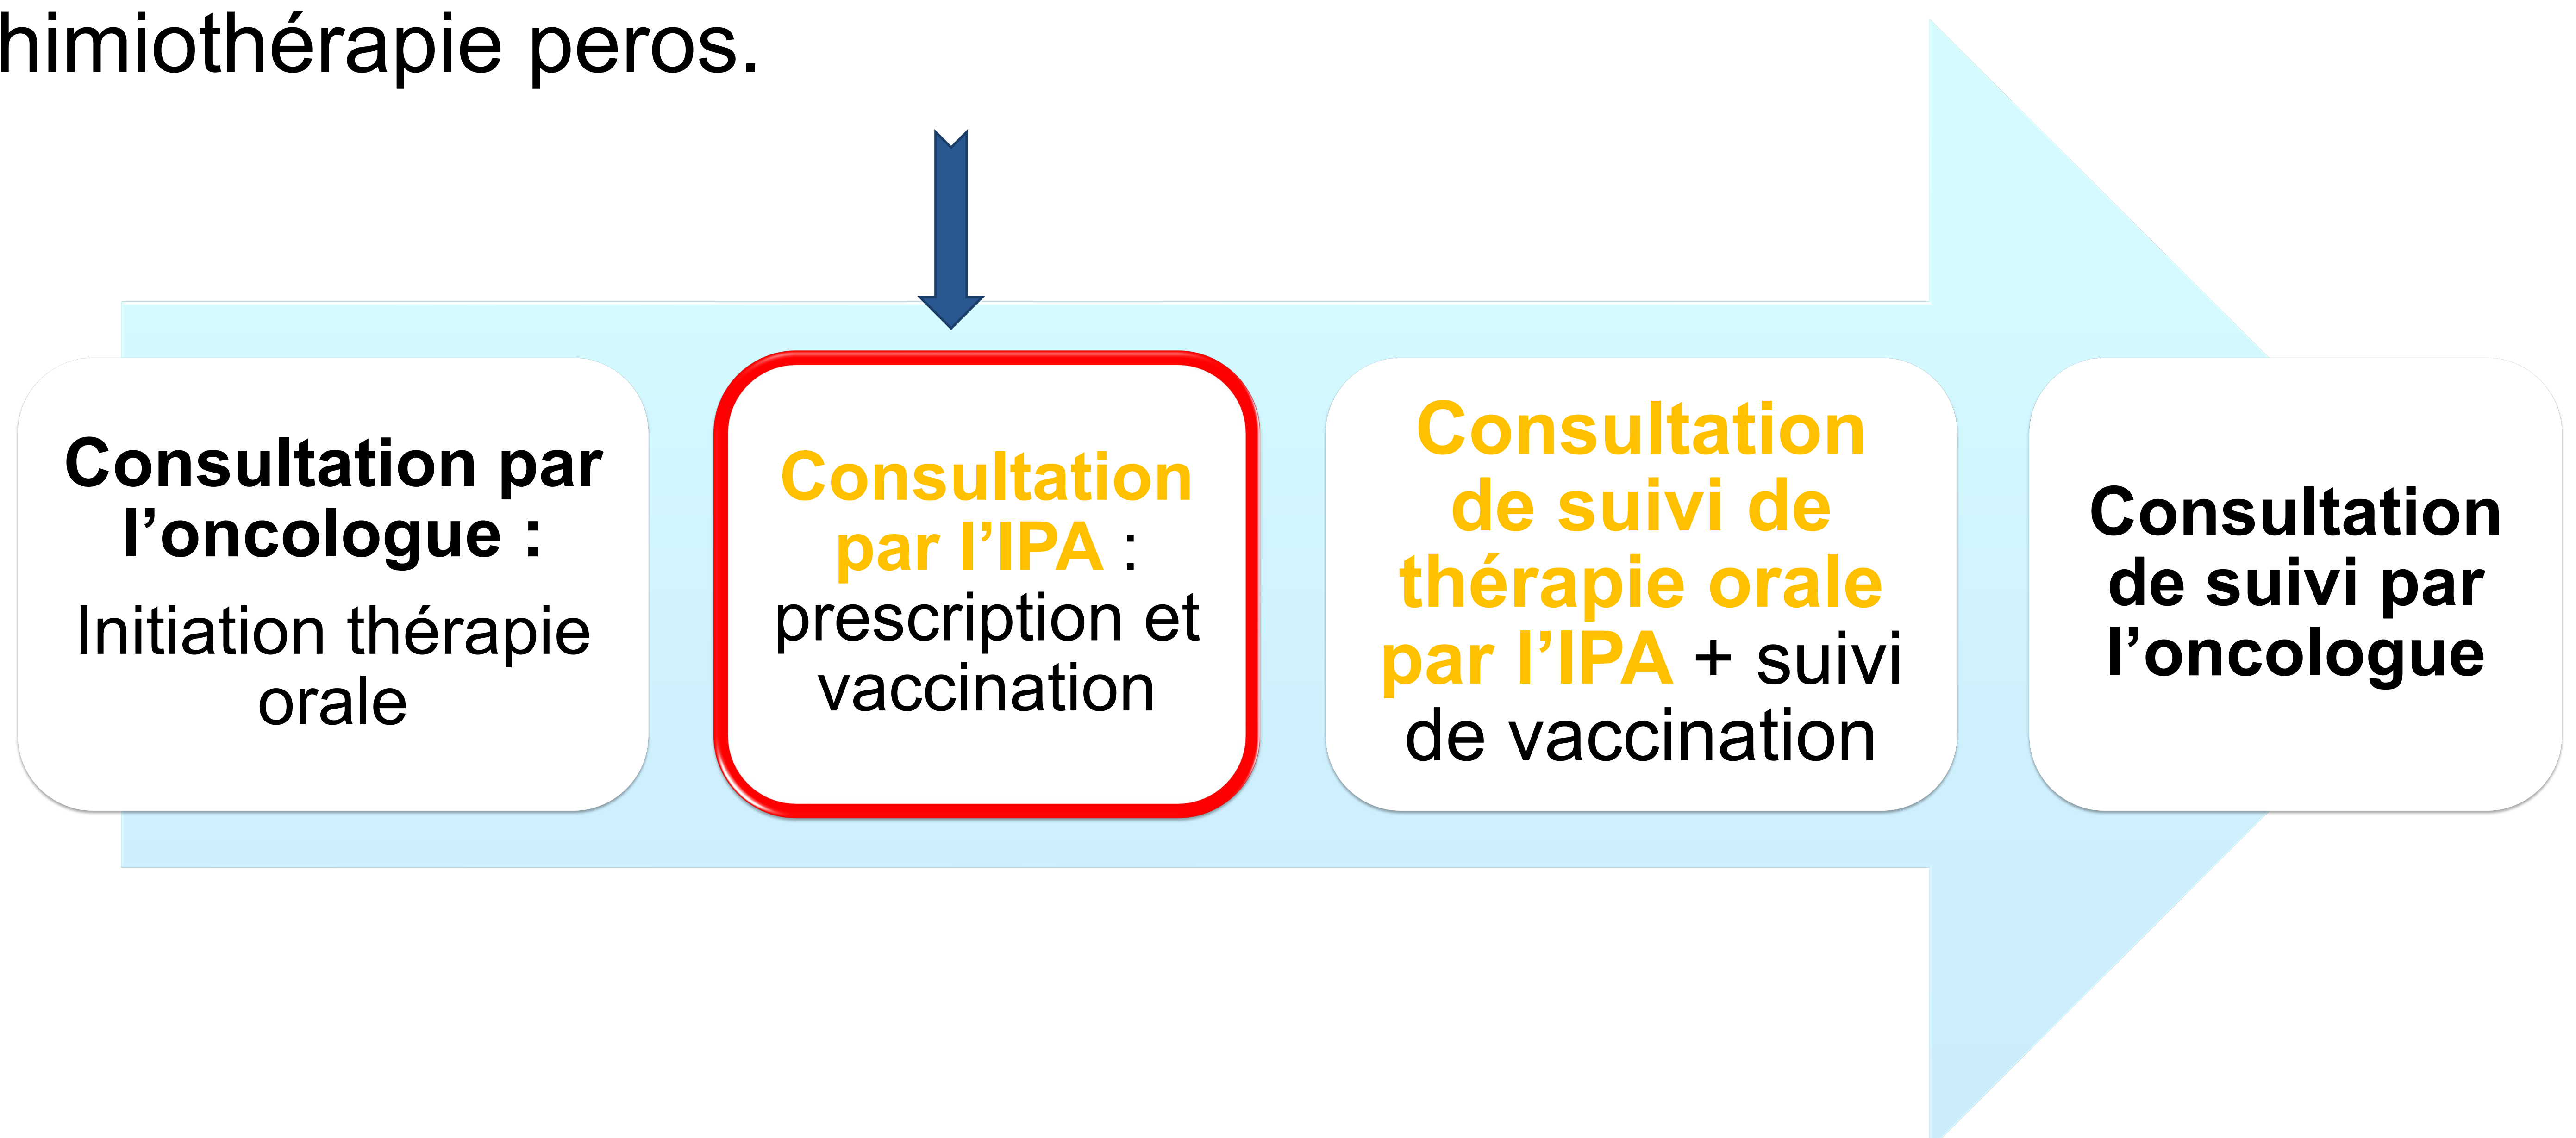 himiothérapie peros.
Consultation par
l’oncologue :
Initiation thérapie
orale
Consultation
par l’IPA :
prescription et
vaccination
Consultation
de suivi de
thérapie orale
par l’IPA + suivi
de vaccination
Consultation
de suivi par
l’oncologue